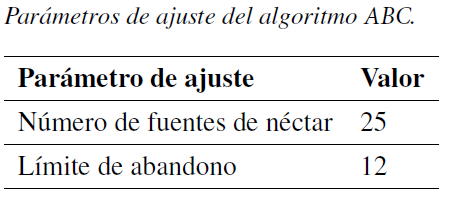 Parámetros de ajuste del algoritmo ABC.
Parámetro de ajuste Valor
Número de fuentes de néctar 25
Límite de abandono 12